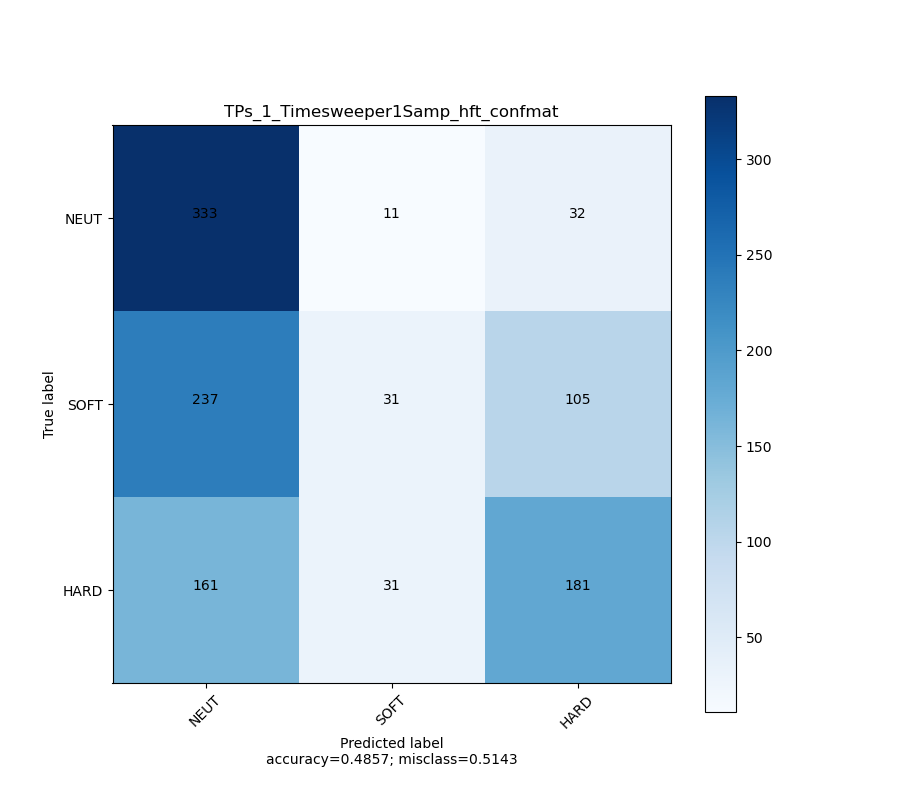 TPs_1_Timesweeper1Samp_hft_confmat
NEUT 333 11 32
SOFT 237 31 105
HARD 161 31 181
True label
NEUT SOFT HARD
Predicted label
accuracy=0.4857; misclass=0.5143
300
250
200
150
100
50